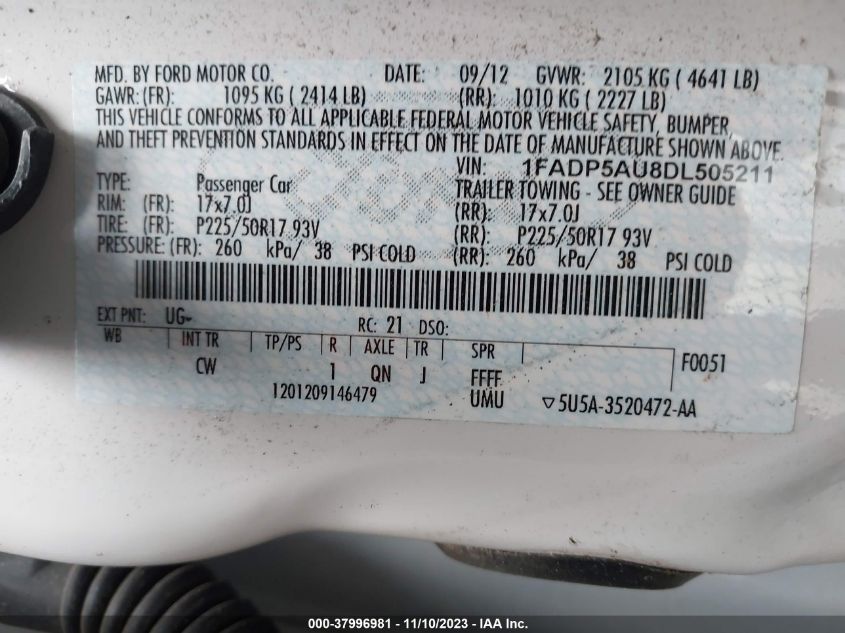 MFD. BY FORD MOTOR CO. DATE: 09/12 GVWR: 2105 KG ( 4641 LB)
GAWR: (FR): 1095 KG ( 2414 LB) (RR): 1010 KG ( 2227 LB)
THIS VEHICLE CONFORMS TO ALL APPLICABLE FEDERAL MOTOR VEHICLE SAFETY, BUMPER,
AND THEFT PREVENTION STANDARDS IN EFFECT ON THE DATE OF MANUFACTURE SHOWN ABOVE.
VIN: 1FADP5AU8DL505211
TYPE: Passenger Car TRAILER TOWING - SEE OWNER GUIDE
RIM: (FR): 17x7.0J (RR): 17x7.0J
TIRE: (FR): P225/50R17 93V (RR): P225/50R17 93V
PRESSURE: (FR): 260 kPa/ 38 PSI COLD (RR): 260 kPa/ 38 PSI COLD
EXT PNT: UG- RC: 21 DSO:
WB INT TR TP/PS R AXLE TR SPR F0051
CW 1 QN J FFFF
1201209146479 UMU ▽5U5A-3520472-AA
000-37996981 - 11/10/2023 - IAA Inc.